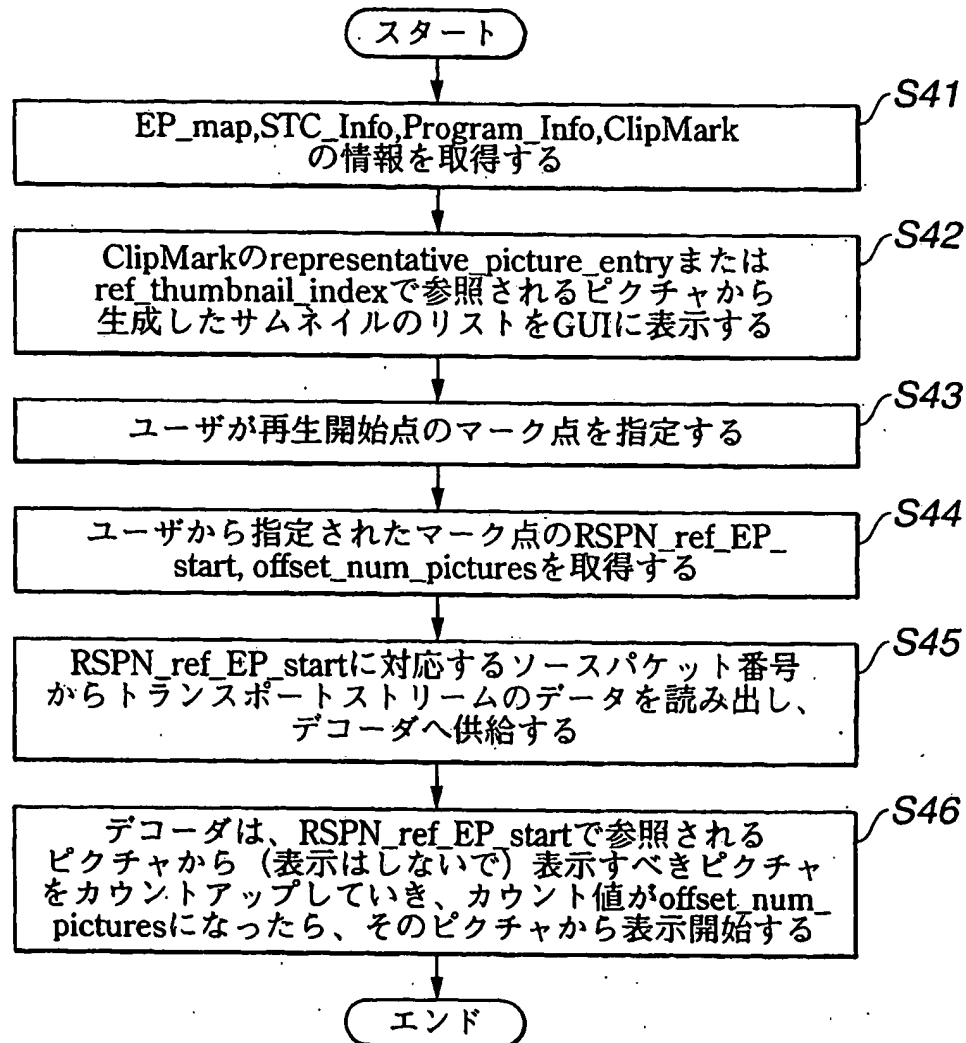 スタート
S41
EP_map,STC_Info,Program_Info,ClipMark
の情報を取得する
S42
ClipMarkのrepresentative_picture_entryまたは
ref_thumbnail_indexで参照されるピクチャから
生成したサムネイルのリストをGUIに表示する
S43
ユーザが再生開始点のマーク点を指定する
S44
ユーザから指定されたマーク点のRSPN_ref_EP_
start, offset_num_picturesを取得する
S45
RSPN_ref_EP_startに対応するソースパケット番号
からトランスポートストリームのデータを読み出し、
デコーダへ供給する
S46
デコーダは、RSPN_ref_EP_startで参照される
ピクチャから（表示はしないで）表示すべきピクチャ
をカウントアップしていき、カウント値がoffset_num_
picturesになったら、そのピクチャから表示開始する
エンド